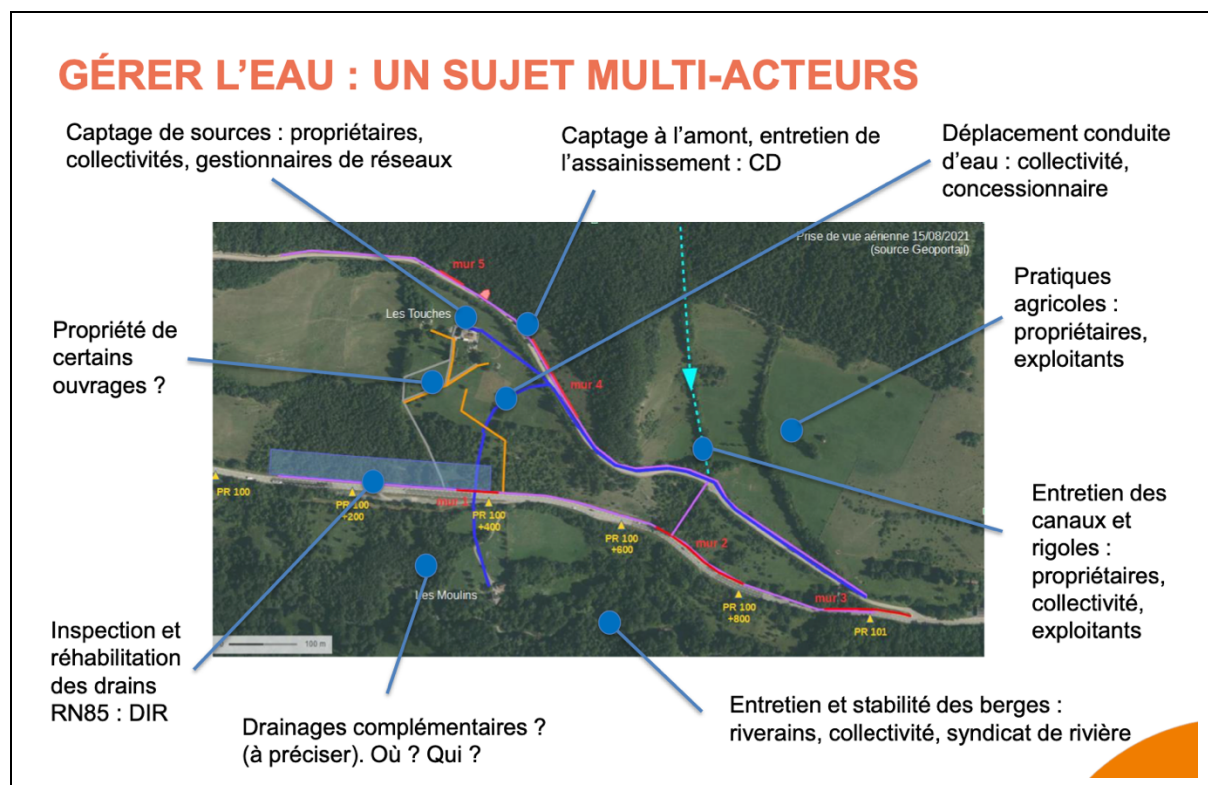 GÉRER L’EAU : UN SUJET MULTI-ACTEURS
Captage de sources : propriétaires,
collectivités, gestionnaires de réseaux
Captage à l’amont, entretien de
l’assainissement : CD
Déplacement conduite
d’eau : collectivité,
concessionnaire
Prise de vue aérienne 15/08/2021
(source Geoportail)
mur 5
Les Touches
Pratiques
agricoles :
propriétaires,
exploitants
Propriété de
certains
ouvrages ?
mur 4
PR 100
PR 100
+200
mur
PR 100
+400
PR 100
+600
mur 2
PR 100
+800
mur 3
PR 101
Les Moulins
100 m
Entretien des
canaux et
rigoles :
propriétaires,
collectivité,
exploitants
Inspection et
réhabilitation
des drains
RN85 : DIR
Drainages complémentaires ?
(à préciser). Où ? Qui ?
Entretien et stabilité des berges :
riverains, collectivité, syndicat de rivière